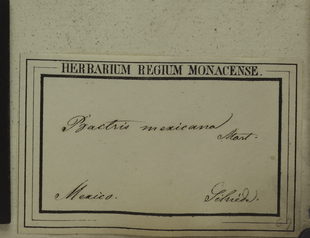 HERBARIUM REGIUM MONACENSE.
Bactris mexicana
Mart.
Mexico. Schiede.